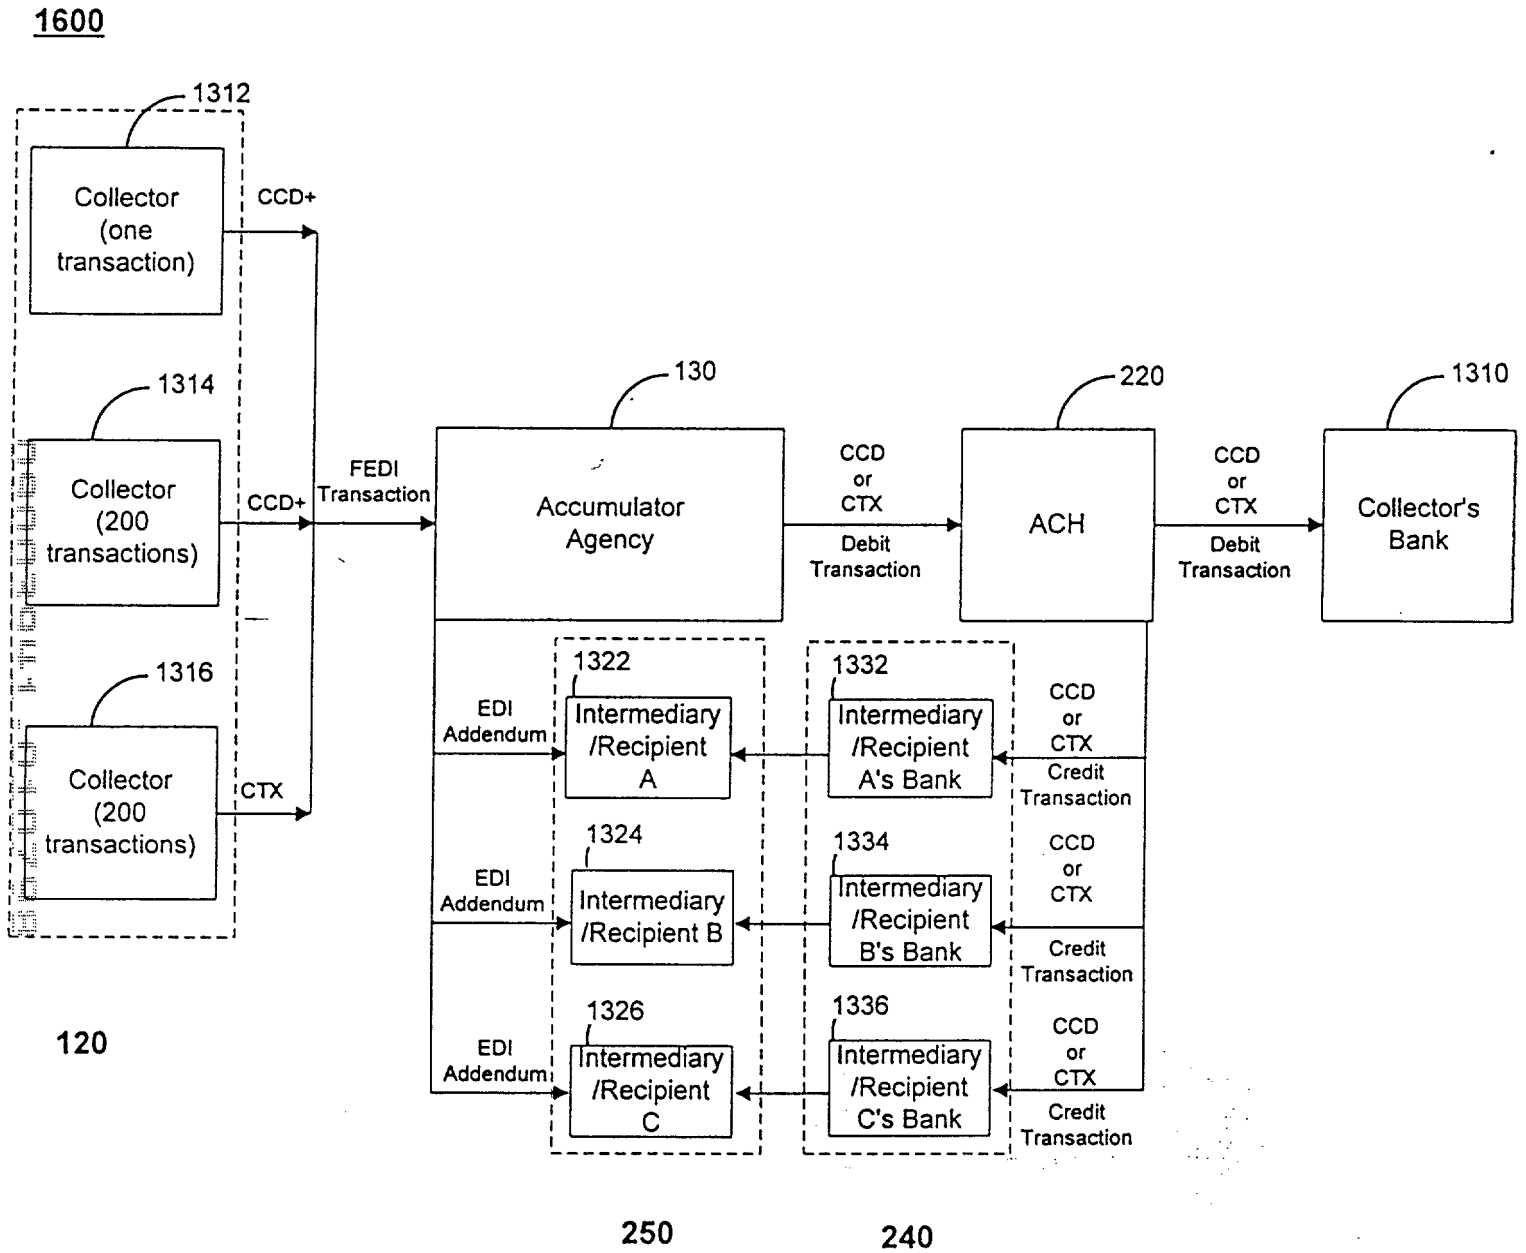 1600
1312
Collector
(one
transaction)
CCD+
1314
Collector
(200
transactions)
CCD+
1316
Collector
(200
transactions)
CTX
120
FEDI
Transaction
130
Accumulator
Agency
CCD
or
CTX
Debit
Transaction
220
ACH
CCD
or
CTX
Debit
Transaction
1310
Collector's
Bank
EDI
Addendum
1322
Intermediary
/Recipient
A
1332
Intermediary
/Recipient
A's Bank
CCD
or
CTX
Credit
Transaction
EDI
Addendum
1324
Intermediary
/Recipient B
1334
Intermediary
/Recipient
B's Bank
CCD
or
CTX
Credit
Transaction
EDI
Addendum
1326
Intermediary
/Recipient
C
1336
Intermediary
/Recipient
C's Bank
CCD
or
CTX
Credit
Transaction
250
240